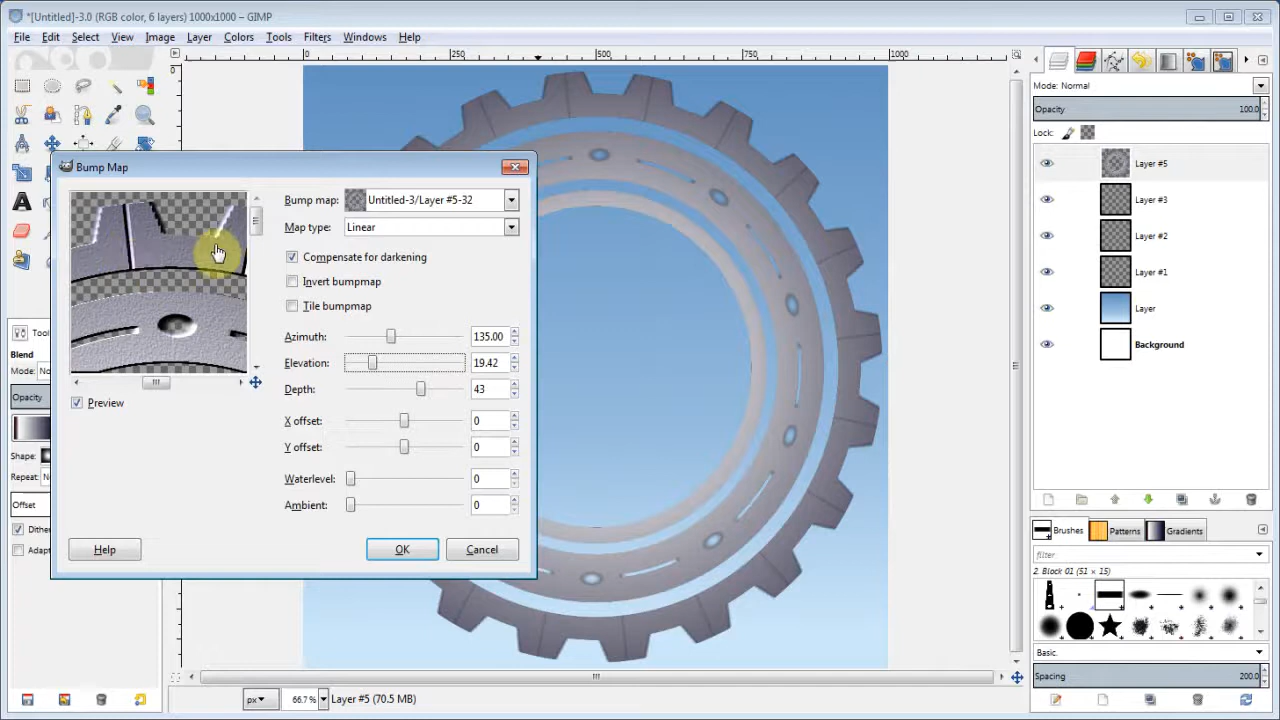 *[Untitled]-3.0 (RGB color, 6 layers) 1000x1000 – GIMP
File Edit Select View Image Layer Colors Tools Filters Windows Help
0 250 500 750 1000
0
Mode: Normal
Opacity 100.0
Lock:
Layer #5
Layer #3
Layer #2
Layer #1
Layer
Background
Bump Map
Bump map: Untitled-3/Layer #5-32
Map type: Linear
Compensate for darkening
Invert bumpmap
Tile bumpmap
Azimuth: 135.00
Elevation: 19.42
Depth: 43
X offset: 0
Y offset: 0
Waterlevel: 0
Ambient: 0
Preview
Help OK Cancel
Blend
Opacity
Shape:
Repeat:
Offset
Brushes Patterns Gradients
filter
2. Block 01 (51 × 15)
Basic.
Spacing 200.0
px 66.7% Layer #5 (70.5 MB)